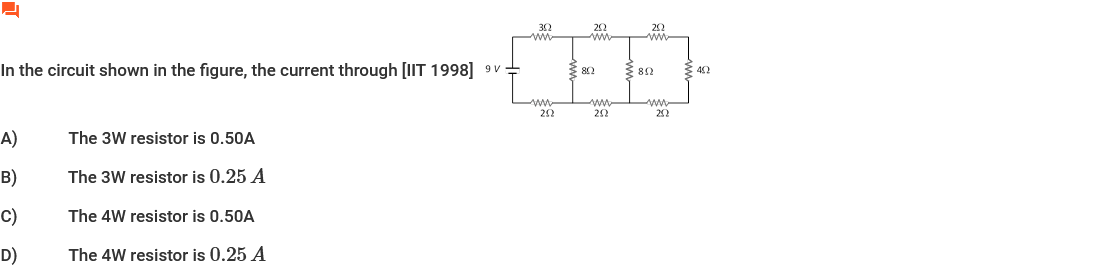 3Ω 2Ω 2Ω
In the circuit shown in the figure, the current through [IIT 1998] 9 V 8Ω 8Ω 4Ω
2Ω 2Ω 2Ω
A) The 3W resistor is 0.50A
B) The 3W resistor is 0.25 A
C) The 4W resistor is 0.50A
D) The 4W resistor is 0.25 A